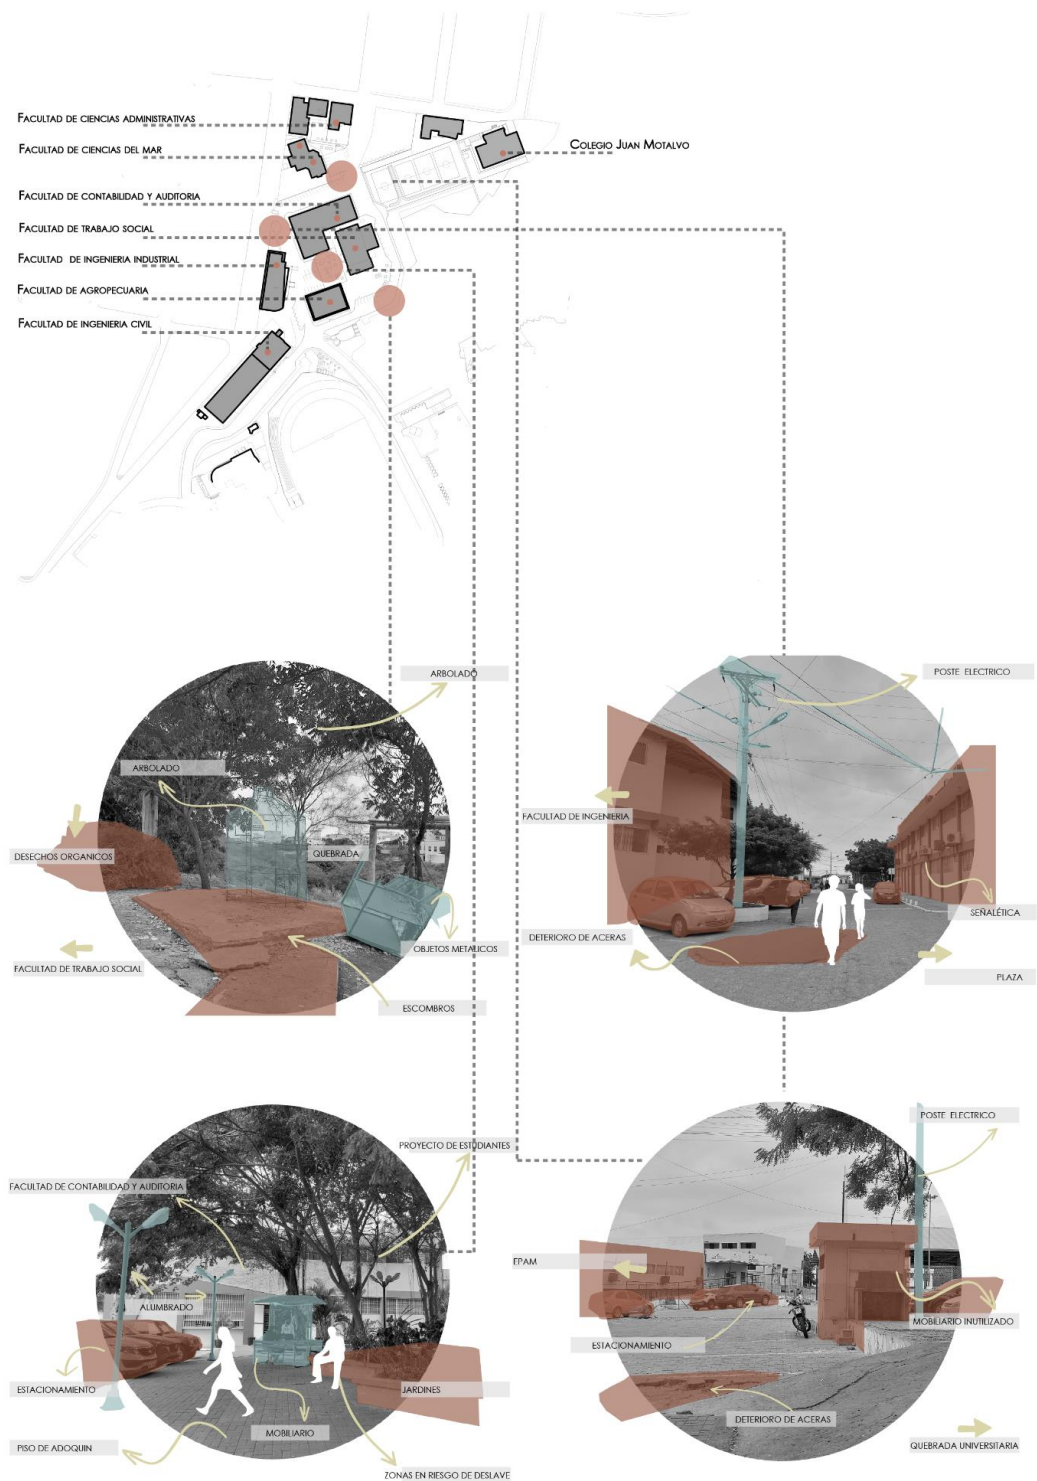 FACULTAD DE CIENCIAS ADMINISTRATIVAS
FACULTAD DE CIENCIAS DEL MAR
COLEGIO JUAN MOTALVO
FACULTAD DE CONTABILIDAD Y AUDITORIA
FACULTAD DE TRABAJO SOCIAL
FACULTAD DE INGENIERIA INDUSTRIAL
FACULTAD DE AGROPECUARIA
FACULTAD DE INGENIERIA CIVIL
ARBOLADO
ARBOLADO
DESECHOS ORGANICOS
QUEBRADA
OBJETOS METALICOS
FACULTAD DE TRABAJO SOCIAL
ESCOMBROS
POSTE ELECTRICO
FACULTAD DE INGENIERIA
SEÑALÉTICA
DETERIORO DE ACERAS
PLAZA
PROYECTO DE ESTUDIANTES
FACULTAD DE CONTABILIDAD Y AUDITORIA
ALUMBRADO
ESTACIONAMIENTO
JARDINES
MOBILIARIO
PISO DE ADOQUIN
ZONAS EN RIESGO DE DESLAVE
POSTE ELECTRICO
EPAM
MOBILIARIO INUTILIZADO
ESTACIONAMIENTO
DETERIORO DE ACERAS
QUEBRADA UNIVERSITARIA